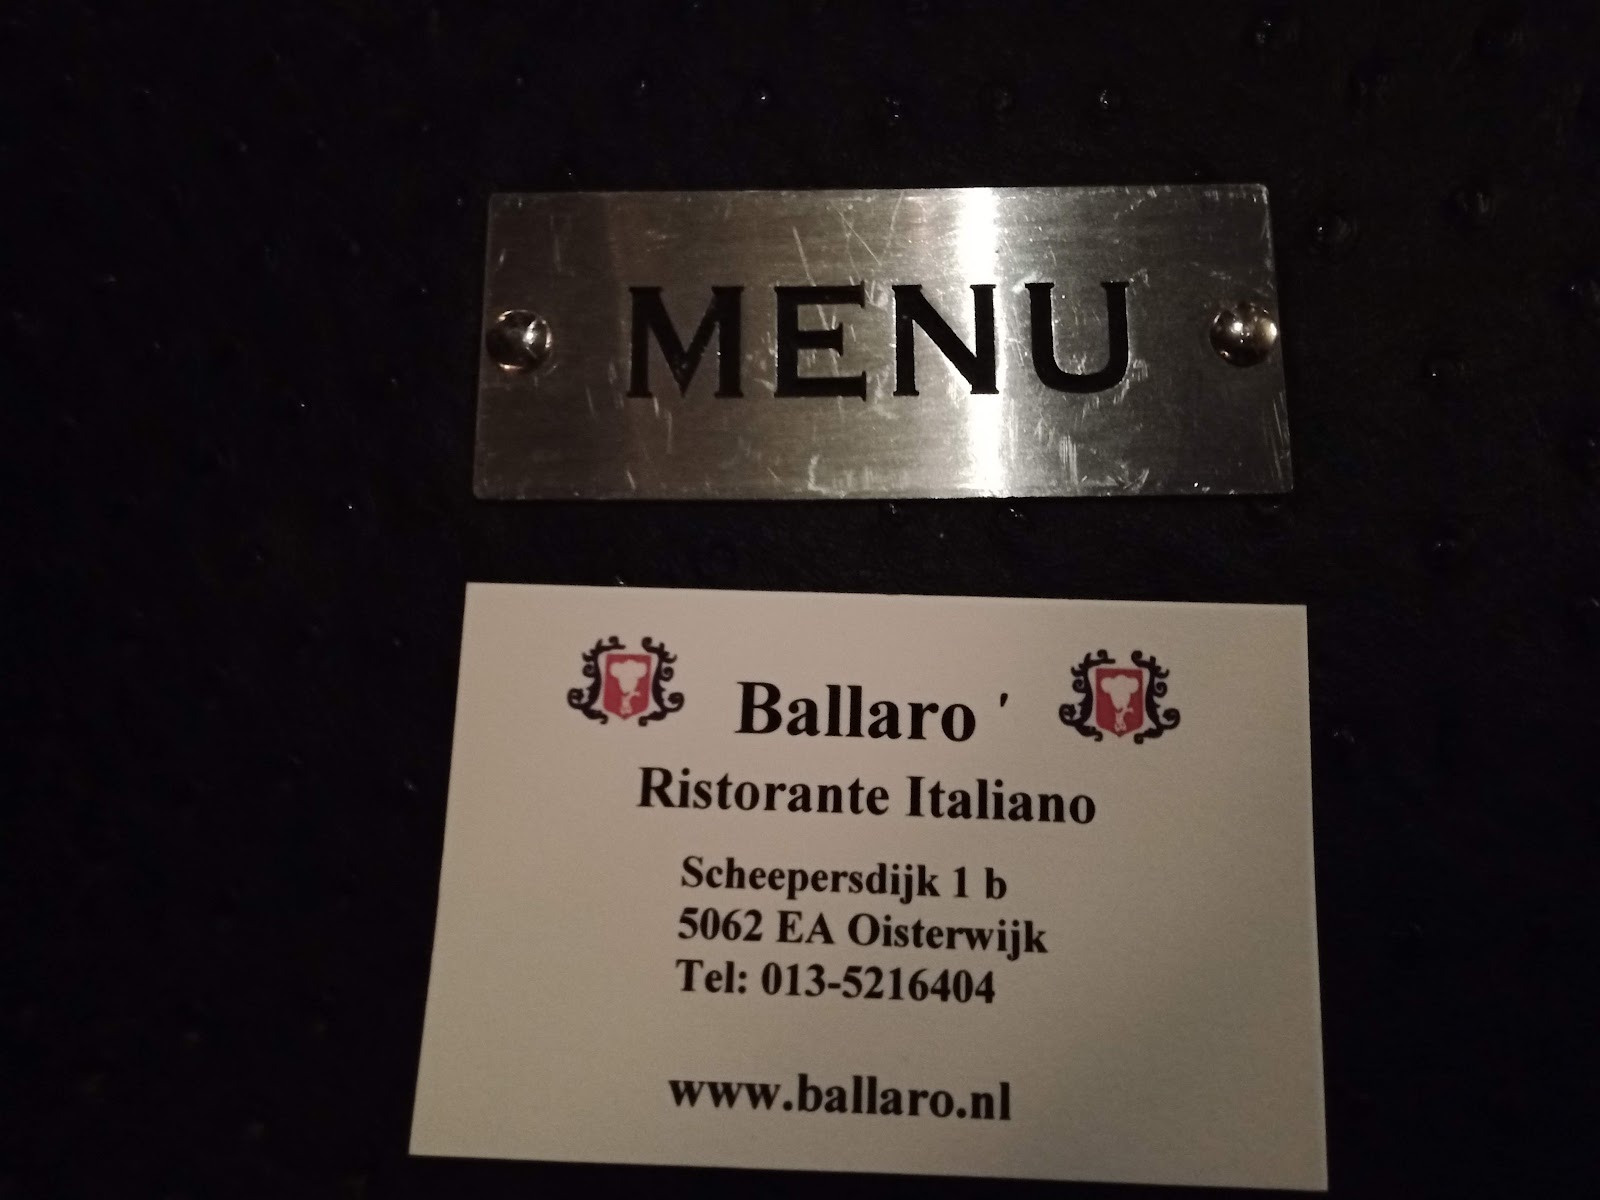 MENU
Ballaro '
Ristorante Italiano
Scheepersdijk 1 b
5062 EA Oisterwijk
Tel: 013-5216404
www.ballaro.nl